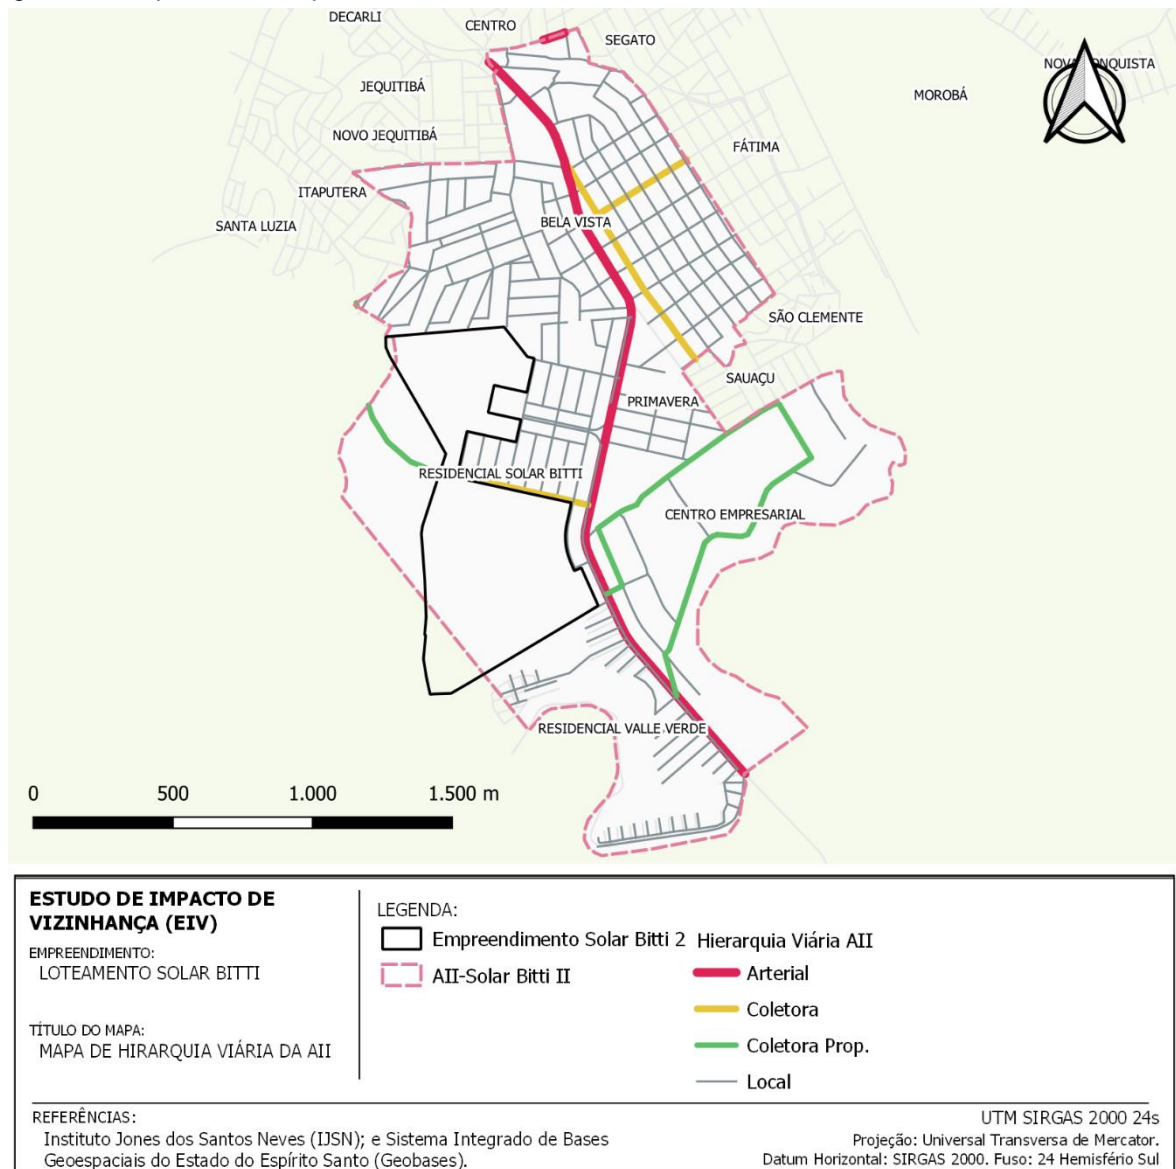 DECARLI
CENTRO
SEGATO
JEQUITIBÁ
MOROBÁ
NOVO JEQUITIBÁ
FÁTIMA
ITAPUTERA
SANTA LUZIA
BELA VISTA
SÃO CLEMENTE
SAUAÇU
PRIMAVERA
RESIDENCIAL SOLAR BITTI
CENTRO EMPRESARIAL
RESIDENCIAL VALLE VERDE
0 500 1.000 1.500 m
ESTUDO DE IMPACTO DE
VIZINHANÇA (EIV)
EMPREENDIMENTO:
LOTEAMENTO SOLAR BITTI
TÍTULO DO MAPA:
MAPA DE HIRARQUIA VIÁRIA DA AII
LEGENDA:
Empreendimento Solar Bitti 2
AII-Solar Bitti II
Hierarquia Viária AII
Arterial
Coletora
Coletora Prop.
Local
REFERÊNCIAS:
Instituto Jones dos Santos Neves (IJSN); e Sistema Integrado de Bases
Geoespaciais do Estado do Espírito Santo (Geobases).
UTM SIRGAS 2000 24s
Projeção: Universal Transversa de Mercator.
Datum Horizontal: SIRGAS 2000. Fuso: 24 Hemisfério Sul